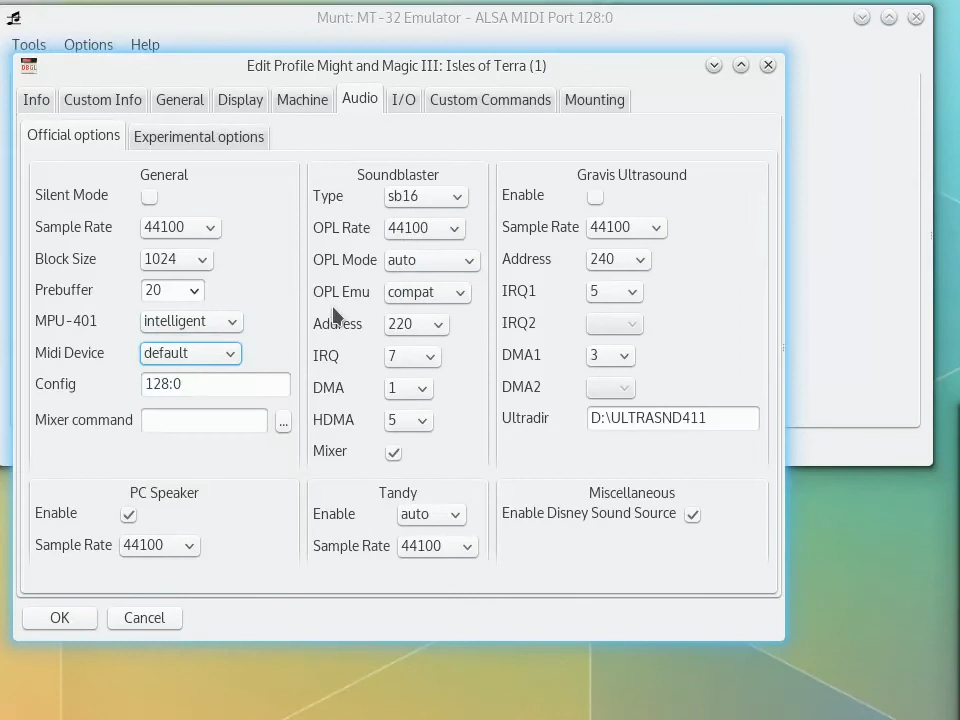 Munt: MT-32 Emulator - ALSA MIDI Port 128:0
Tools Options Help
DBGL
Edit Profile Might and Magic III: Isles of Terra (1)
Info Custom Info General Display Machine Audio I/O Custom Commands Mounting
Official options Experimental options
General
Silent Mode
Sample Rate 44100
Block Size 1024
Prebuffer 20
MPU-401 intelligent
Midi Device default
Config 128:0
Mixer command ...
Soundblaster
Type sb16
OPL Rate 44100
OPL Mode auto
OPL Emu compat
Address 220
IRQ 7
DMA 1
HDMA 5
Mixer
Gravis Ultrasound
Enable
Sample Rate 44100
Address 240
IRQ1 5
IRQ2
DMA1 3
DMA2
Ultradir D:\ULTRASND411
PC Speaker
Enable
Sample Rate 44100
Tandy
Enable auto
Sample Rate 44100
Miscellaneous
Enable Disney Sound Source
OK Cancel